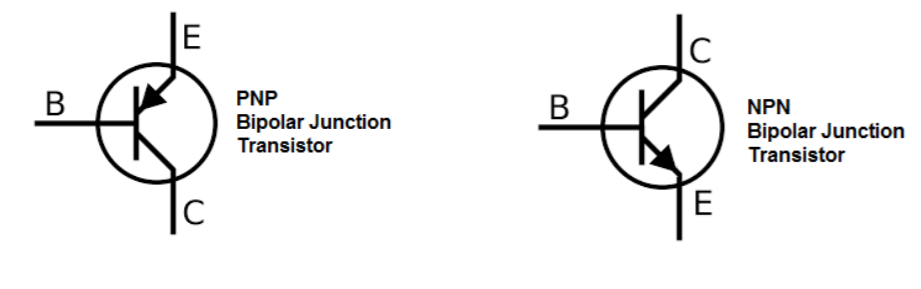 E
B
PNP
Bipolar Junction
Transistor
C
C
B
NPN
Bipolar Junction
Transistor
E